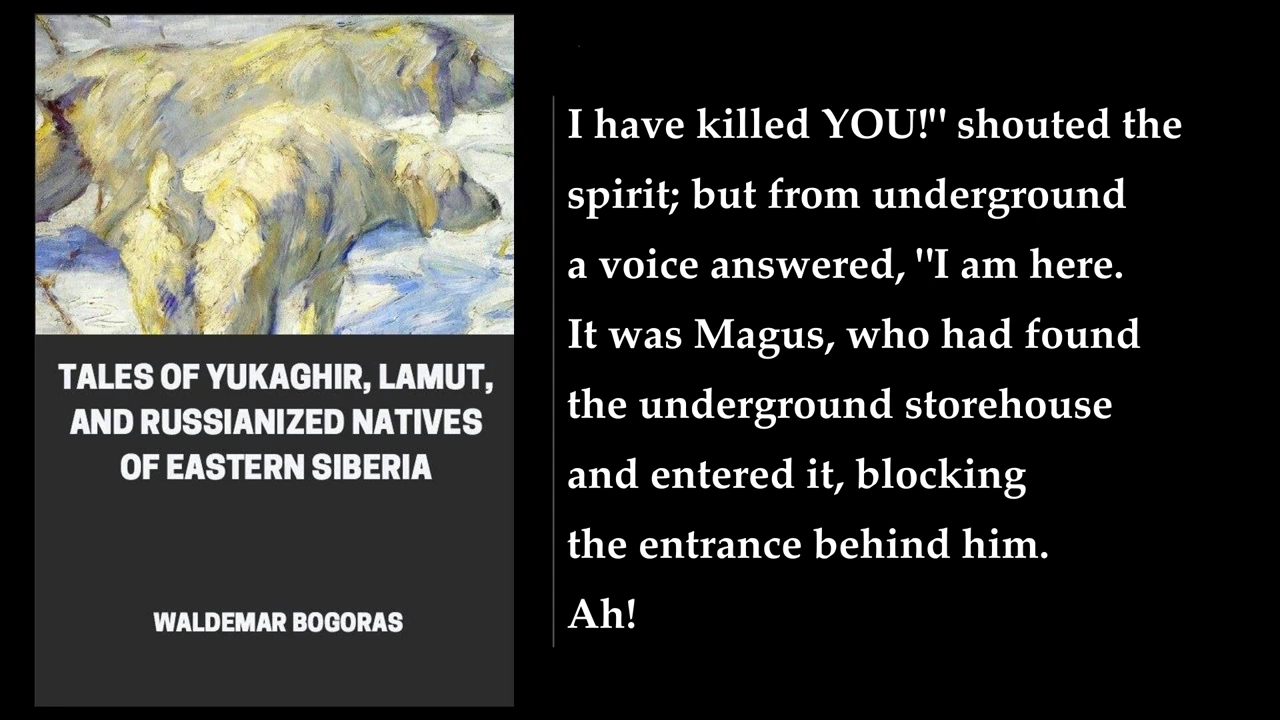 TALES OF YUKAGHIR, LAMUT,
AND RUSSIANIZED NATIVES
OF EASTERN SIBERIA
WALDEMAR BOGORAS
I have killed YOU!" shouted the
spirit; but from underground
a voice answered, "I am here.
It was Magus, who had found
the underground storehouse
and entered it, blocking
the entrance behind him.
Ah!